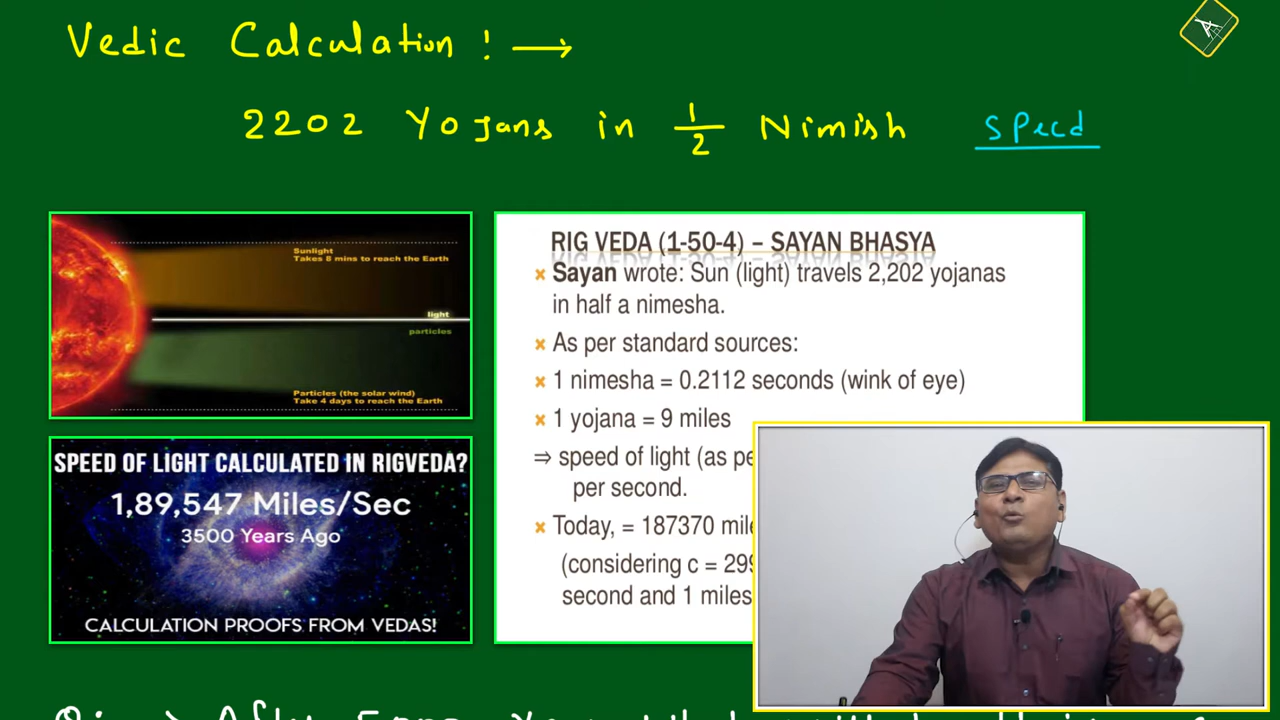 Vedic Calculation ! →
2202 Yojans in 1/2 Nimish speed
Sunlight
Takes 8 mins to reach the Earth
light
particles
Particles (the solar wind)
Take 4 days to reach the Earth
SPEED OF LIGHT CALCULATED IN RIGVEDA?
1,89,547 Miles/Sec
3500 Years Ago
CALCULATION PROOFS FROM VEDAS!
RIG VEDA (1-50-4) – SAYAN BHASYA
× Sayan wrote: Sun (light) travels 2,202 yojanas
in half a nimesha.
× As per standard sources:
× 1 nimesha = 0.2112 seconds (wink of eye)
× 1 yojana = 9 miles
⇒ speed of light (as pe
per second.
× Today, = 187370 mile
(considering c = 299
second and 1 miles